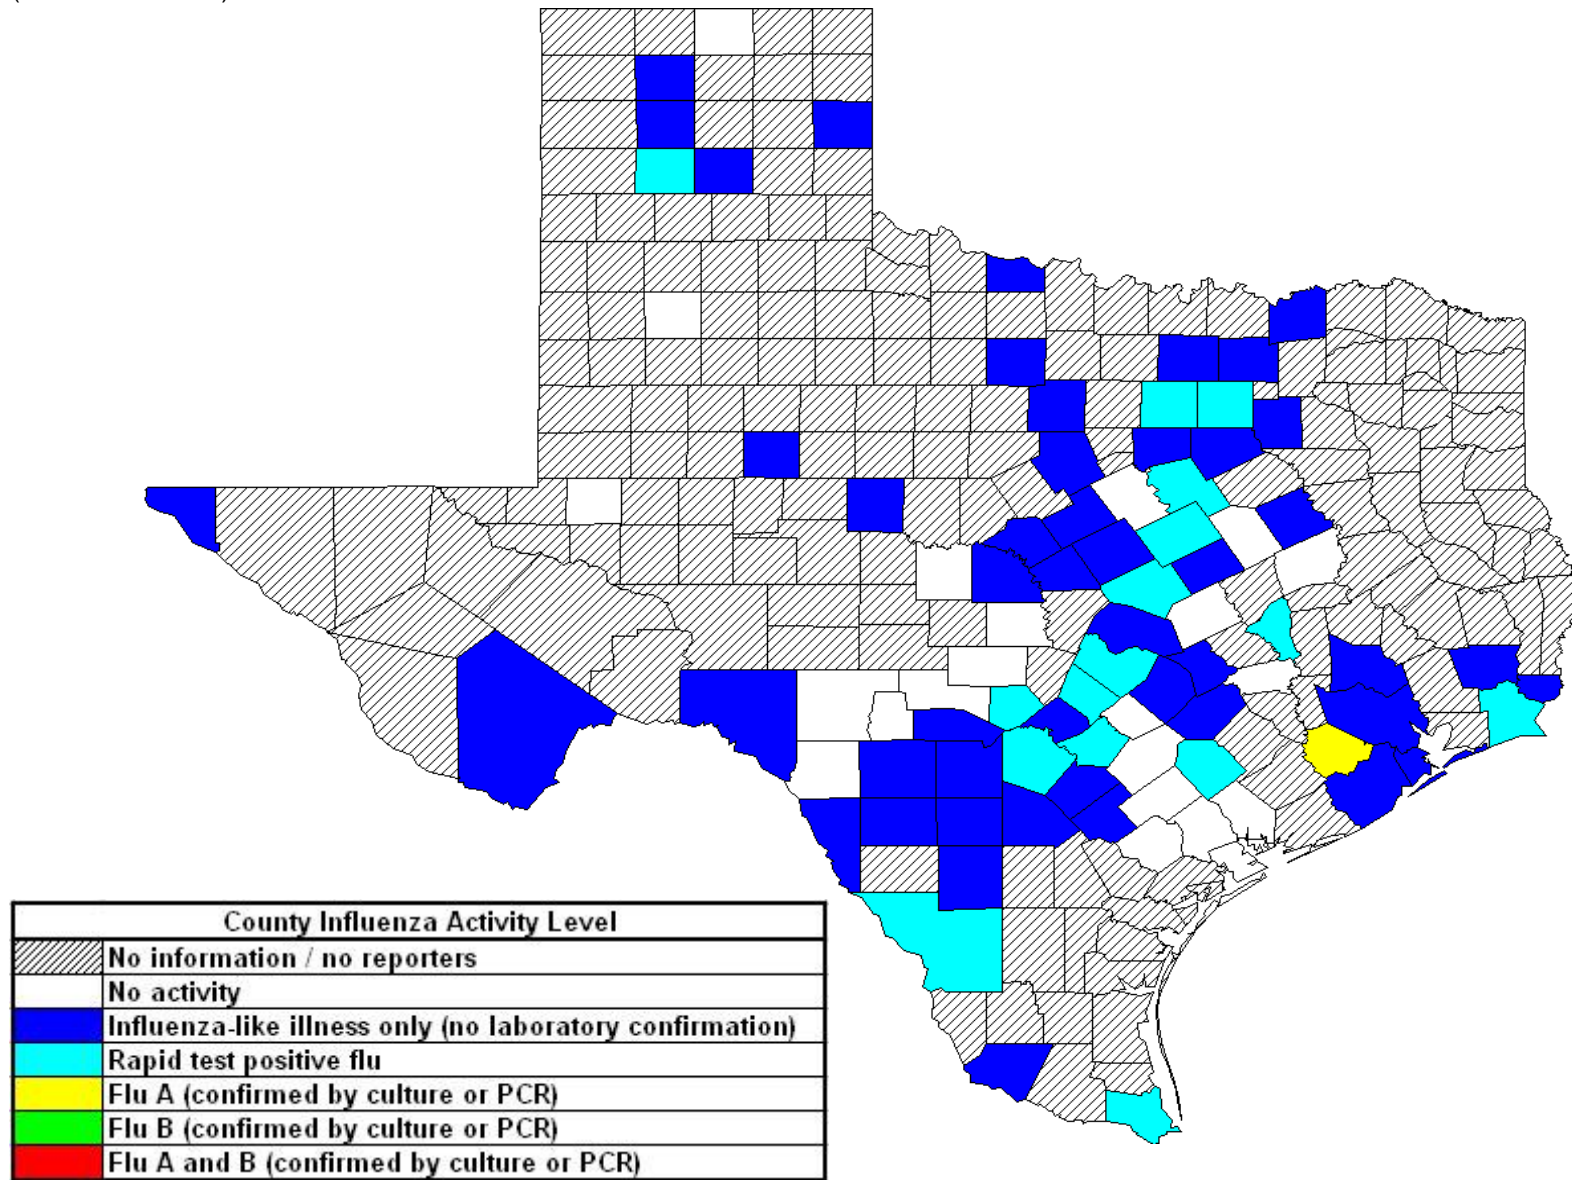 County Influenza Activity Level
No information / no reporters
No activity
Influenza-like illness only (no laboratory confirmation)
Rapid test positive flu
Flu A (confirmed by culture or PCR)
Flu B (confirmed by culture or PCR)
Flu A and B (confirmed by culture or PCR)